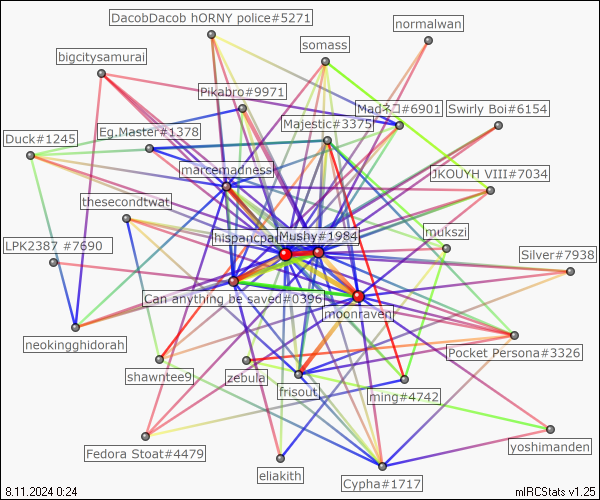 DacobDacob hORNY police#5271
normalwan
somass
bigcitysamurai
Pikabro#9971
Madネコ#6901
Swirly Boi#6154
Majestic#3375
Eg.Master#1378
Duck#1245
marcemadness
JKOUYH VIII#7034
thesecondtwat
mukszi
Mushy#1984
LPK2387 #7690
Silver#7938
Can anything be saved#0396
moonraven
neokingghidorah
Pocket Persona#3326
shawntee9
zebula
frisout
ming#4742
Fedora Stoat#4479
yoshimanden
eliakith
Cypha#1717
8.11.2024 0:24
mIRCStats v1.25